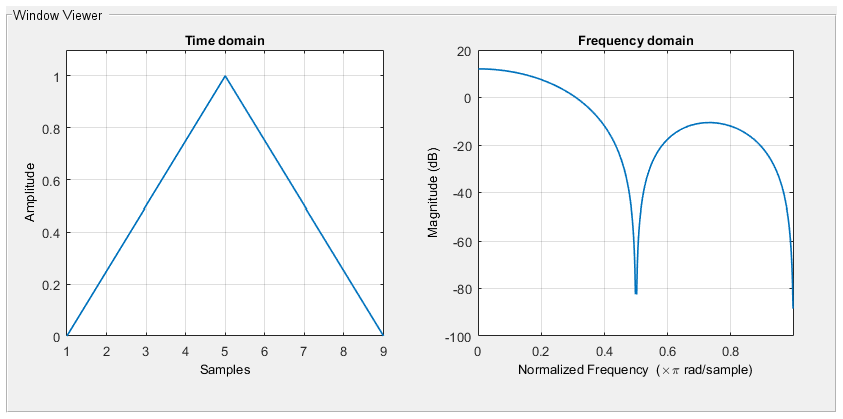 Window Viewer
Time domain
Amplitude
1
0.8
0.6
0.4
0.2
0
1 2 3 4 5 6 7 8 9
Samples
Frequency domain
Magnitude (dB)
20
0
-20
-40
-60
-80
-100
0 0.2 0.4 0.6 0.8
Normalized Frequency (×π rad/sample)